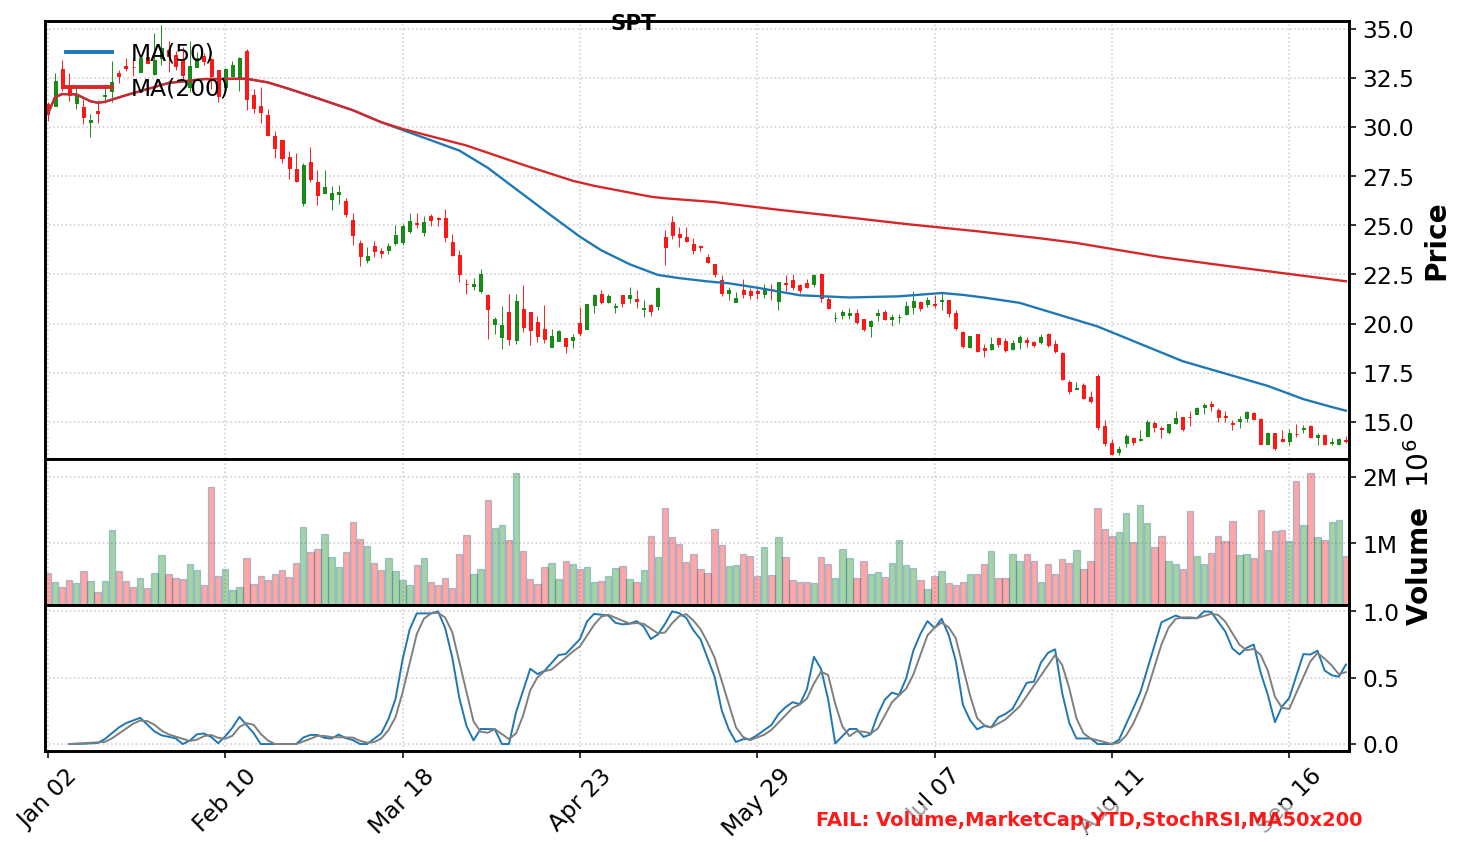 SPT
MA(50)
MA(200)
35.0
32.5
30.0
27.5
25.0
22.5
20.0
17.5
15.0
Price
2M
1M
Volume 10^6
1.0
0.5
0.0
Jan 02
Feb 10
Mar 18
Apr 23
May 29
Jul 07
Aug 11
Sep 16
FAIL: Volume,MarketCap,YTD,StochRSI,MA50x200